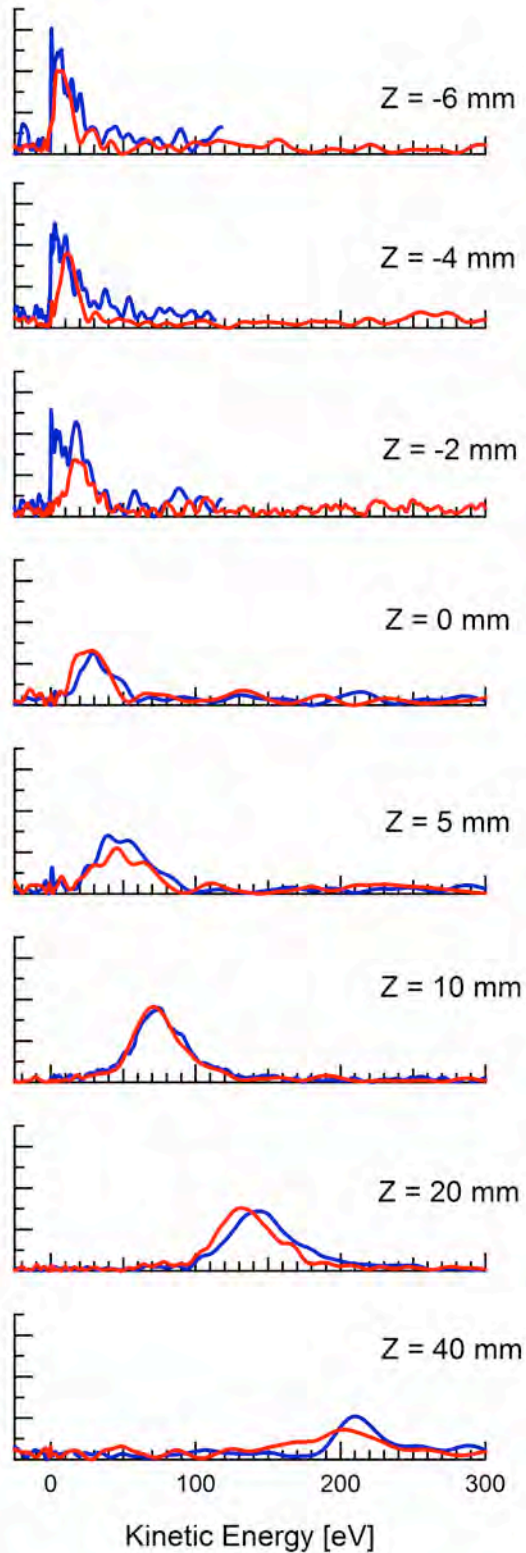 Z = -6 mm
Z = -4 mm
Z = -2 mm
Z = 0 mm
Z = 5 mm
Z = 10 mm
Z = 20 mm
Z = 40 mm
0 100 200 300
Kinetic Energy [eV]